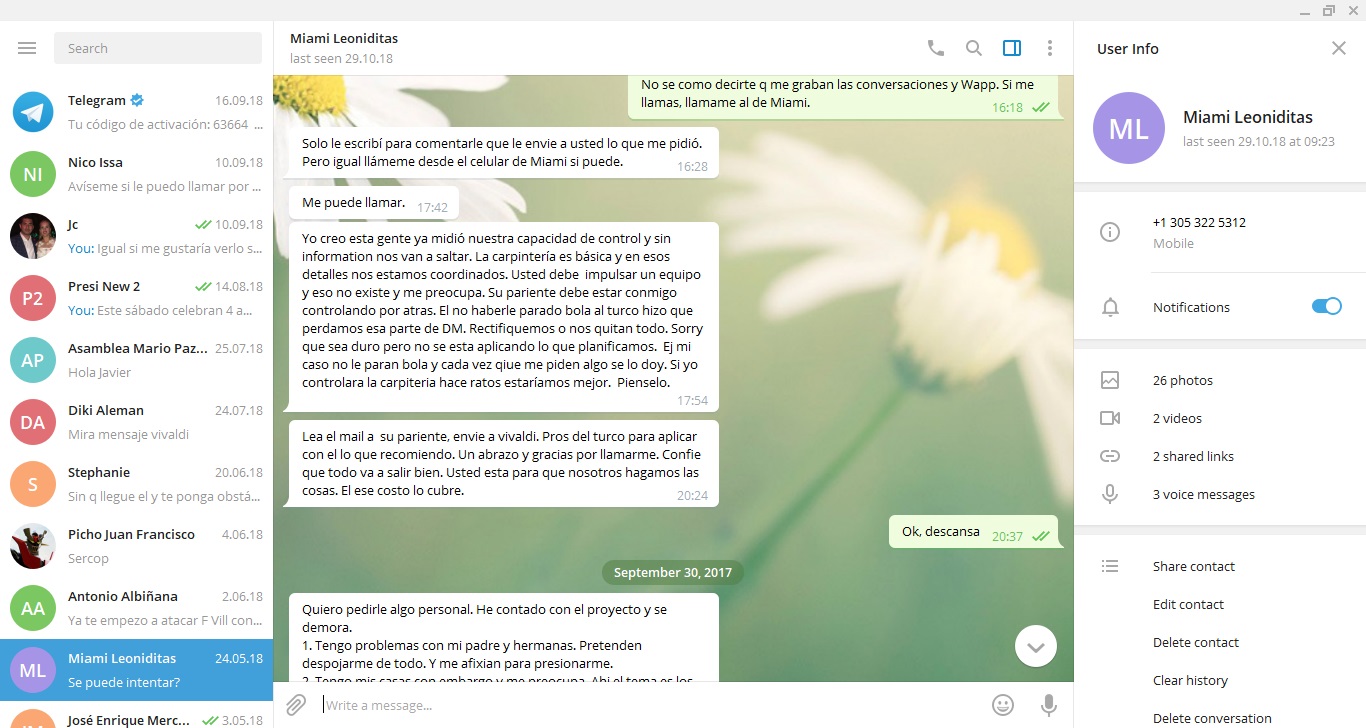 Search
Telegram 16.09.18
Tu código de activación: 63664 ...
NI
Nico Issa 10.09.18
Avíseme si le puedo llamar por ...
Jc 10.09.18
You: Igual si me gustaría verlo s...
P2
Presi New 2 14.08.18
You: Este sábado celebran 4 a...
AP
Asamblea Mario Paz... 25.07.18
Hola Javier
DA
Diki Aleman 24.07.18
Mira mensaje vivaldi
S
Stephanie 20.06.18
Sin q llegue el y te ponga obstá...
Picho Juan Francisco 4.06.18
Sercop
AA
Antonio Albiñana 2.06.18
Ya te empezo a atacar F Vill con...
ML
Miami Leoniditas 24.05.18
Se puede intentar?
José Enrique Merc... 3.05.18
Miami Leoniditas
last seen 29.10.18
No se como decirte q me graban las conversaciones y Wapp. Si me
llamas, llamame al de Miami.
16:18
Solo le escribí para comentarle que le envie a usted lo que me pidió.
Pero igual llámeme desde el celular de Miami si puede.
16:28
Me puede llamar. 17:42
Yo creo esta gente ya midió nuestra capacidad de control y sin
information nos van a saltar. La carpintería es básica y en esos
detalles nos estamos coordinados. Usted debe  impulsar un equipo
y eso no existe y me preocupa. Su pariente debe estar conmigo
controlando por atras. El no haberle parado bola al turco hizo que
perdamos esa parte de DM. Rectifiquemos o nos quitan todo. Sorry
que sea duro pero no se esta aplicando lo que planificamos.  Ej mi
caso no le paran bola y cada vez qiue me piden algo se lo doy. Si yo
controlara la carpiteria hace ratos estaríamos mejor.  Pienselo.
17:54
Lea el mail a  su pariente, envie a vivaldi. Pros del turco para aplicar
con el lo que recomiendo. Un abrazo y gracias por llamarme. Confie
que todo va a salir bien. Usted esta para que nosotros hagamos las
cosas. El ese costo lo cubre.
20:24
Ok, descansa 20:37
September 30, 2017
Quiero pedirle algo personal. He contado con el proyecto y se
demora.
1. Tengo problemas con mi padre y hermanas. Pretenden
despojarme de todo. Y me afixian para presionarme.
2. Tengo mis casas con embargo y me preocupa. Ahi el tema es los
Write a message...
User Info
ML
Miami Leoniditas
last seen 29.10.18 at 09:23
+1 305 322 5312
Mobile
Notifications
26 photos
2 videos
2 shared links
3 voice messages
Share contact
Edit contact
Delete contact
Clear history
Delete conversation